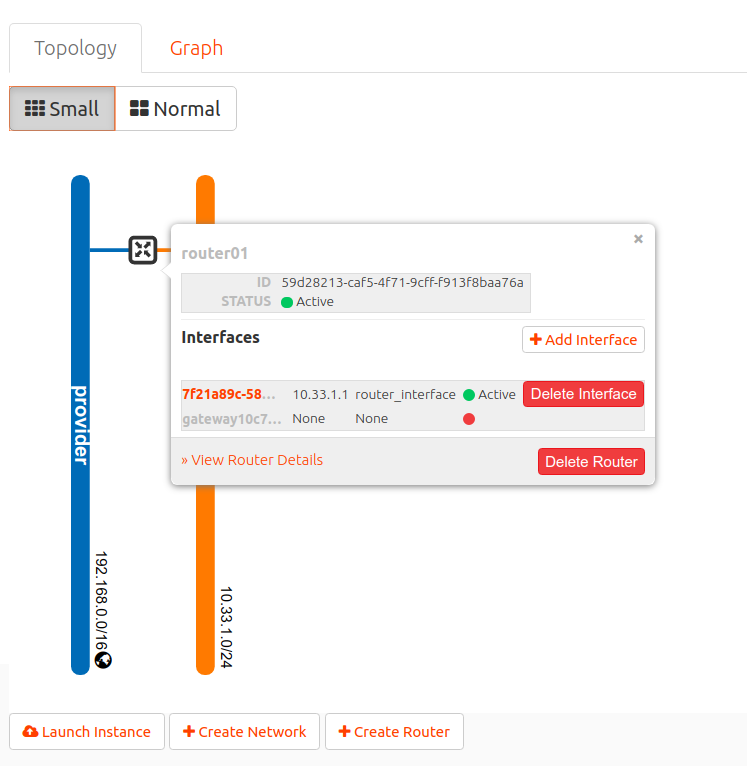 Topology Graph
Small Normal
router01 ×
ID 59d28213-caf5-4f71-9cff-f913f8baa76a
STATUS Active
Interfaces + Add Interface
7f21a89c-58... 10.33.1.1 router_interface Active Delete Interface
gateway10c7... None None
» View Router Details Delete Router
provider
192.168.0.0/16
10.33.1.0/24
Launch Instance + Create Network + Create Router